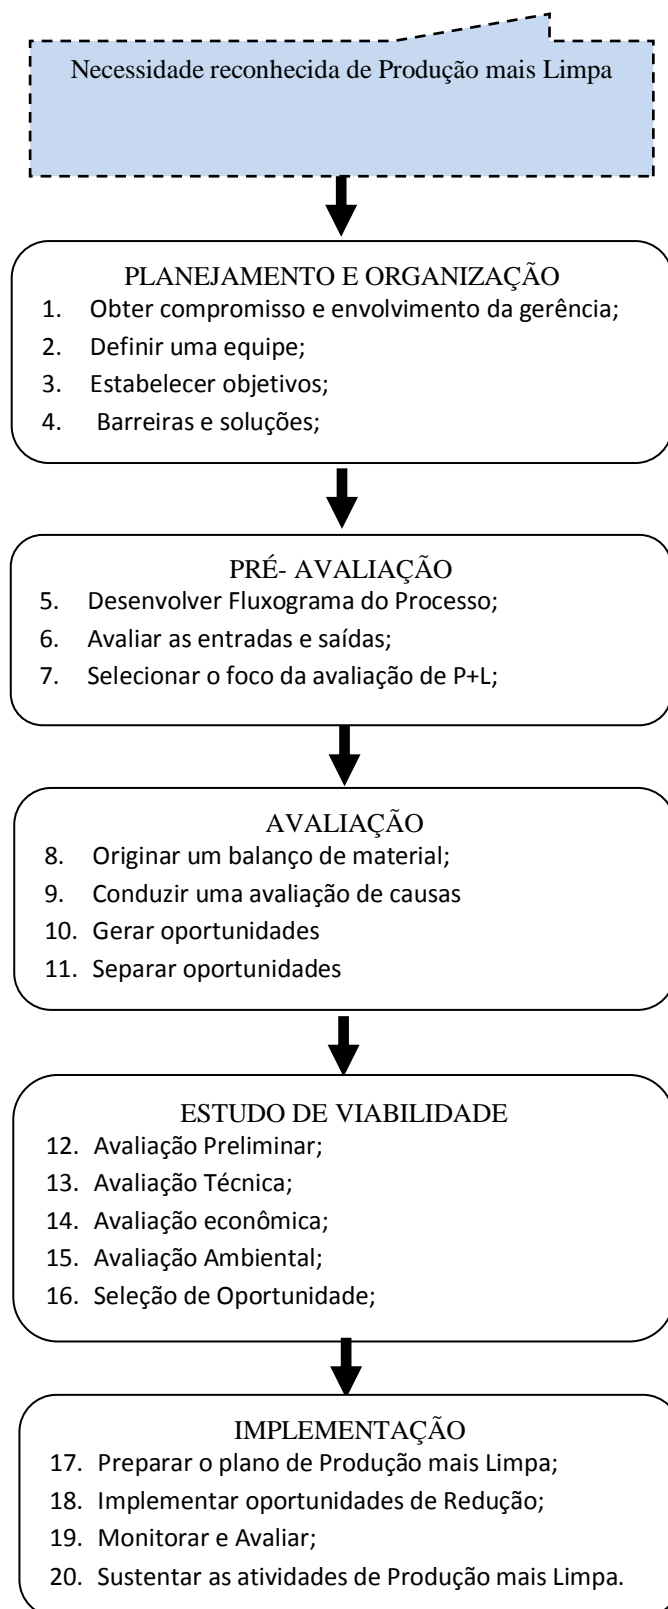 Necessidade reconhecida de Produção mais Limpa
PLANEJAMENTO E ORGANIZAÇÃO
1. Obter compromisso e envolvimento da gerência;
2. Definir uma equipe;
3. Estabelecer objetivos;
4. Barreiras e soluções;
PRÉ- AVALIAÇÃO
5. Desenvolver Fluxograma do Processo;
6. Avaliar as entradas e saídas;
7. Selecionar o foco da avaliação de P+L;
AVALIAÇÃO
8. Originar um balanço de material;
9. Conduzir uma avaliação de causas
10. Gerar oportunidades
11. Separar oportunidades
ESTUDO DE VIABILIDADE
12. Avaliação Preliminar;
13. Avaliação Técnica;
14. Avaliação econômica;
15. Avaliação Ambiental;
16. Seleção de Oportunidade;
IMPLEMENTAÇÃO
17. Preparar o plano de Produção mais Limpa;
18. Implementar oportunidades de Redução;
19. Monitorar e Avaliar;
20. Sustentar as atividades de Produção mais Limpa.